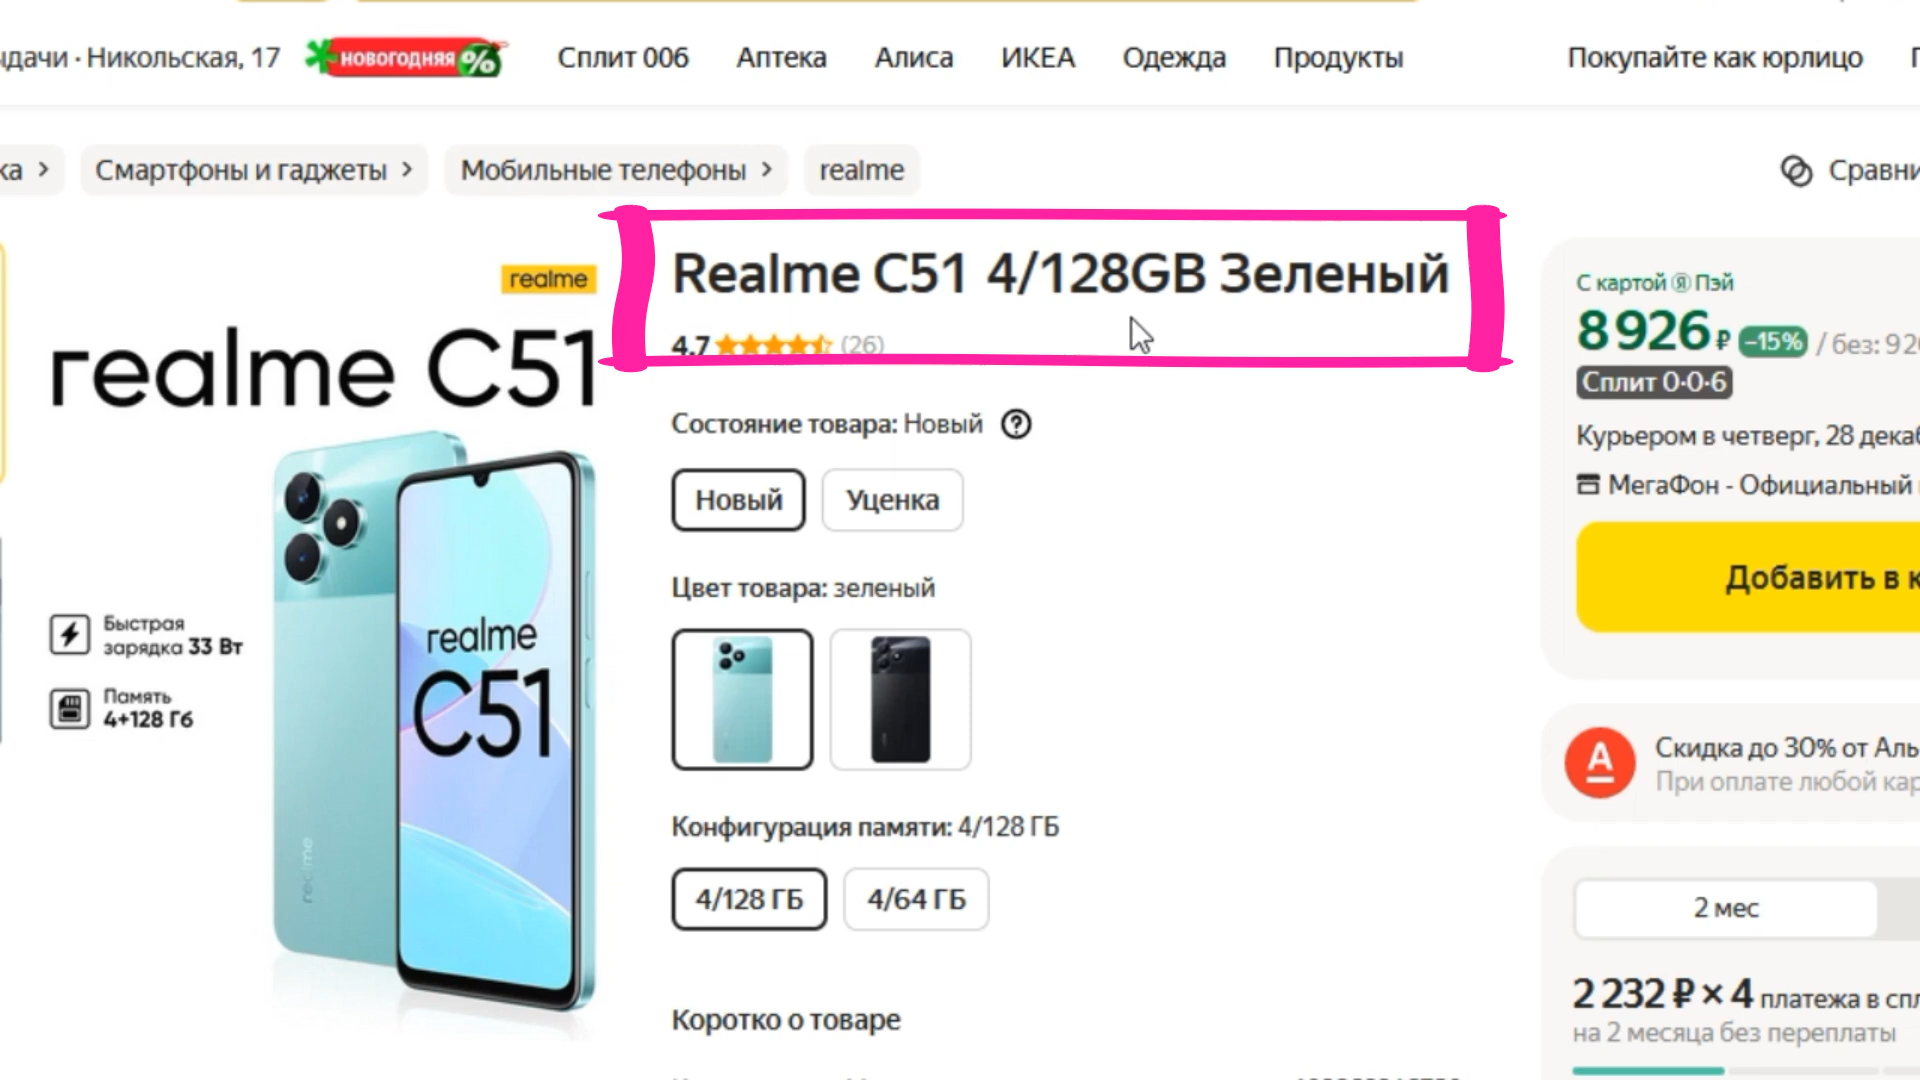 ыдачи · Никольская, 17
НОВОГОДНЯЯ %
Сплит 006
Аптека
Алиса
ИКЕА
Одежда
Продукты
Покупайте как юрлицо
ка >
Смартфоны и гаджеты >
Мобильные телефоны >
realme
Сравни
realme
realme C51
Быстрая
зарядка 33 Вт
Память
4+128 Гб
realme
C51
realme
Realme C51 4/128GB Зеленый
4.7 (26)
Состояние товара: Новый ?
Новый
Уценка
Цвет товара: зеленый
Конфигурация памяти: 4/128 ГБ
4/128 ГБ
4/64 ГБ
Коротко о товаре
С картой Я Пэй
8 926 ₽ -15% / без: 920
Сплит 0·0·6
Курьером в четверг, 28 декаб
МегаФон - Официальный
Добавить в к
А
Скидка до 30% от Аль
При оплате любой кар
2 мес
2 232 ₽ × 4 платежа в спл
на 2 месяца без переплаты